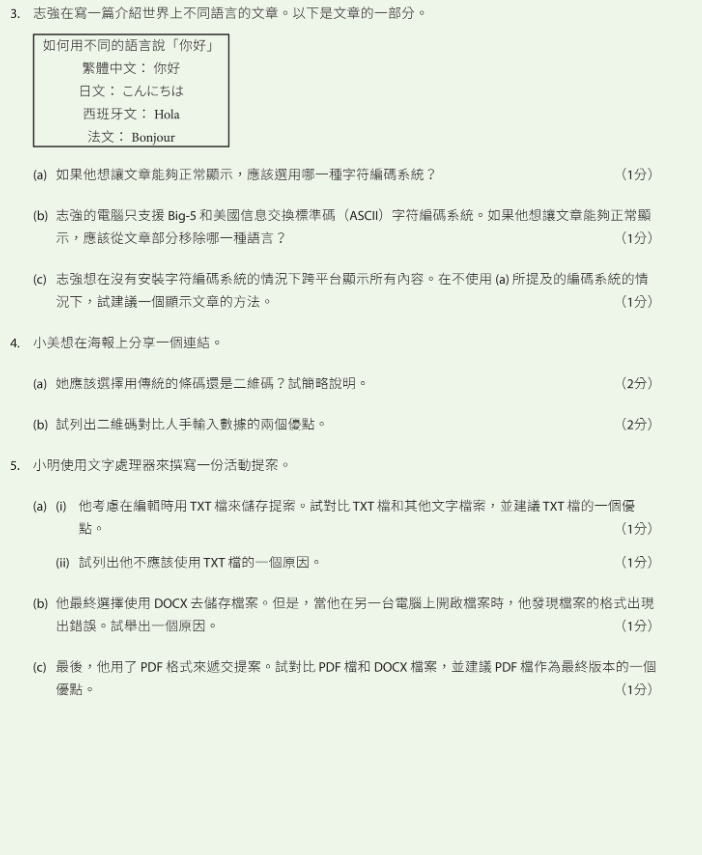 3. 志強在寫一篇介紹世界上不同語言的文章。以下是文章的一部分。
如何用不同的語言說「你好」
繁體中文： 你好
日文： こんにちは
西班牙文： Hola
法文： Bonjour
(a) 如果他想讓文章能夠正常顯示，應該選用哪一種字符編碼系統？ （1分）
(b) 志強的電腦只支援 Big-5 和美國信息交換標準碼（ASCII）字符編碼系統。如果他想讓文章能夠正常顯
示，應該從文章部分移除哪一種語言？ （1分）
(c) 志強想在沒有安裝字符編碼系統的情況下跨平台顯示所有內容。在不使用 (a) 所提及的編碼系統的情
況下，試建議一個顯示文章的方法。 （1分）
4. 小美想在海報上分享一個連結。
(a) 她應該選擇用傳統的條碼還是二維碼？試簡略說明。 （2分）
(b) 試列出二維碼對比人手輸入數據的兩個優點。 （2分）
5. 小明使用文字處理器來撰寫一份活動提案。
(a) (i) 他考慮在編輯時用 TXT 檔來儲存提案。試對比 TXT 檔和其他文字檔案，並建議 TXT 檔的一個優
點。 （1分）
(ii) 試列出他不應該使用 TXT 檔的一個原因。 （1分）
(b) 他最終選擇使用 DOCX 去儲存檔案。但是，當他在另一台電腦上開啟檔案時，他發現檔案的格式出現
出錯誤。試舉出一個原因。 （1分）
(c) 最後，他用了 PDF 格式來遞交提案。試對比 PDF 檔和 DOCX 檔案，並建議 PDF 檔作為最終版本的一個
優點。 （1分）